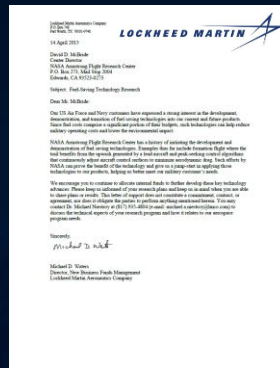 Lockheed Martin Aeronautics Company
LOCKHEED MARTIN
14 April 2013
David D. McBride
Center Director
NASA Armstrong Flight Research Center
P.O. Box 273, Mail Stop 2004
Edwards, CA 93523-0273
Subject: Fuel-Saving Technology Research
Dear Mr. McBride:
Our US Air Force and Navy customers have expressed a strong interest in the development,
demonstration, and transition of fuel-saving technologies into our current and future products.
Since fuel costs compose a significant portion of their budgets, such technologies can help reduce
military operating costs and lower the environmental impact.
NASA Armstrong Flight Research Center has a history of initiating the development and
demonstration of fuel-saving technologies. Examples thus far include formation flight where the
trail benefits from the upwash generated by a lead aircraft and peak-seeking control algorithms
that continuously adjust aircraft control surfaces to minimize aerodynamic drag. Such efforts by
NASA can prove the benefit of the technology and give us a jump-start in applying those
technologies to our products, helping us better meet our military customer's needs.
We encourage you to continue to allocate internal funds to further develop these key technology
advances. Please keep us informed of your research plans and keep us in mind when you are able
to share plans or results. This letter of support does not constitute a commitment, contract, or
agreement, nor does it obligate the parties to perform anything mentioned herein. You may
contact Dr. Michael Niestroy at (817) 935-4884 to
discuss the technical aspects of your research program and how it relates to our aerospace
program needs.
Sincerely,
Michael D. Waters
Director, New Business Funds Management
Lockheed Martin Aeronautics Company